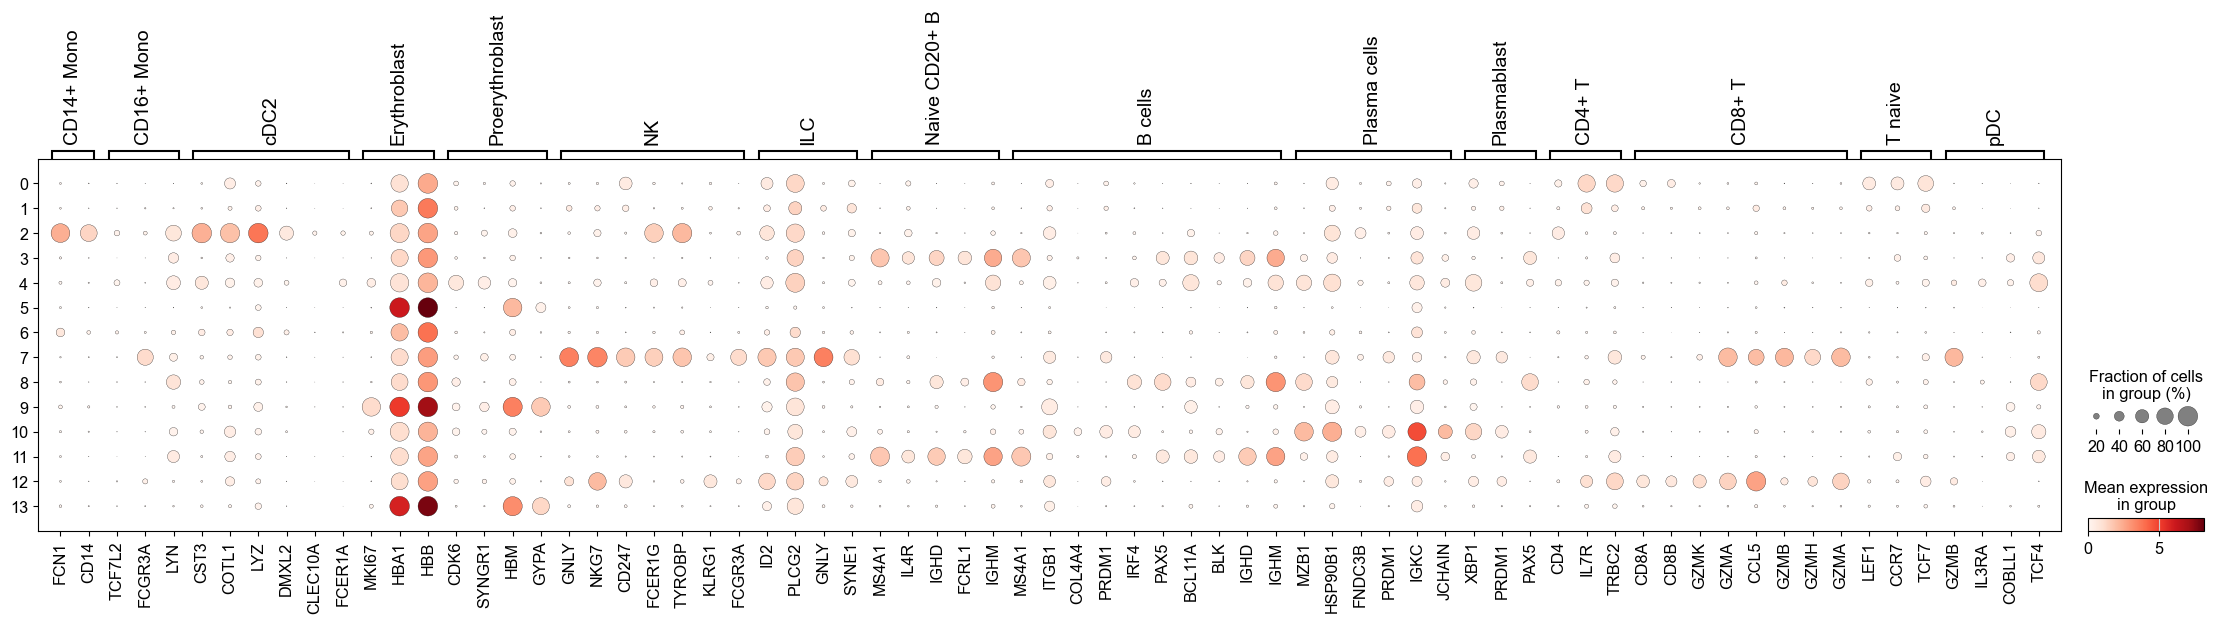 CD14+ Mono
CD16+ Mono
cDC2
Erythroblast
Proerythroblast
NK
ILC
Naive CD20+ B
B cells
Plasma cells
Plasmablast
CD4+ T
CD8+ T
T naive
pDC
0
1
2
3
4
5
6
7
8
9
10
11
12
13
FCN1
CD14
TCF7L2
FCGR3A
LYN
CST3
COTL1
LYZ
DMXL2
CLEC10A
FCER1A
MKI67
HBA1
HBB
CDK6
SYNGR1
HBM
GYPA
GNLY
NKG7
CD247
FCER1G
TYROBP
KLRG1
FCGR3A
ID2
PLCG2
GNLY
SYNE1
MS4A1
IL4R
IGHD
FCRL1
IGHM
MS4A1
ITGB1
COL4A4
PRDM1
IRF4
PAX5
BCL11A
BLK
IGHD
IGHM
MZB1
HSP90B1
FNDC3B
PRDM1
IGKC
JCHAIN
XBP1
PRDM1
PAX5
CD4
IL7R
TRBC2
CD8A
CD8B
GZMK
GZMA
CCL5
GZMB
GZMH
GZMA
LEF1
CCR7
TCF7
GZMB
IL3RA
COBLL1
TCF4
Fraction of cells
in group (%)
20 40 60 80 100
Mean expression
in group
0 5